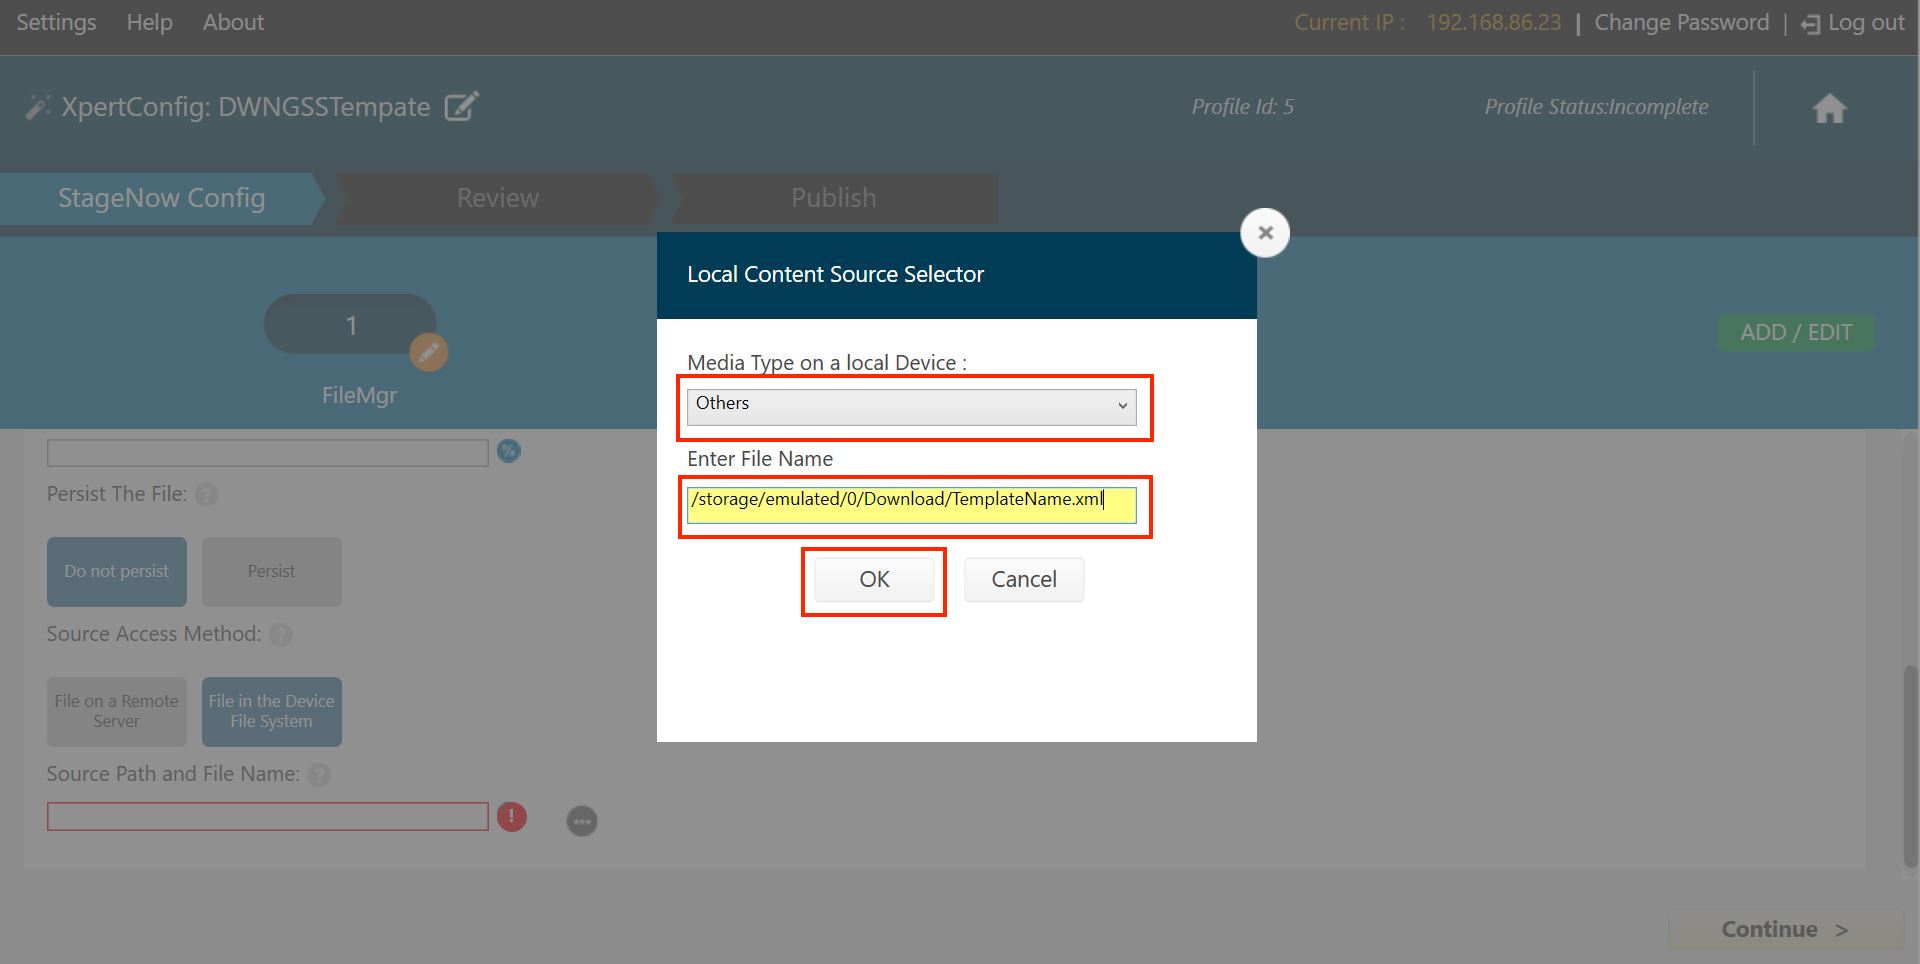 Settings Help About Current IP : 192.168.86.23 | Change Password | Log out
XpertConfig: DWNGSSTempate Profile Id: 5 Profile Status:Incomplete
StageNow Config Review Publish
Local Content Source Selector
1
FileMgr
ADD / EDIT
Media Type on a local Device :
Others
Enter File Name
/storage/emulated/0/Download/TemplateName.xml
OK Cancel
%
Persist The File: ?
Do not persist Persist
Source Access Method: ?
File on a Remote
Server
File in the Device
File System
Source Path and File Name: ?
!
Continue >